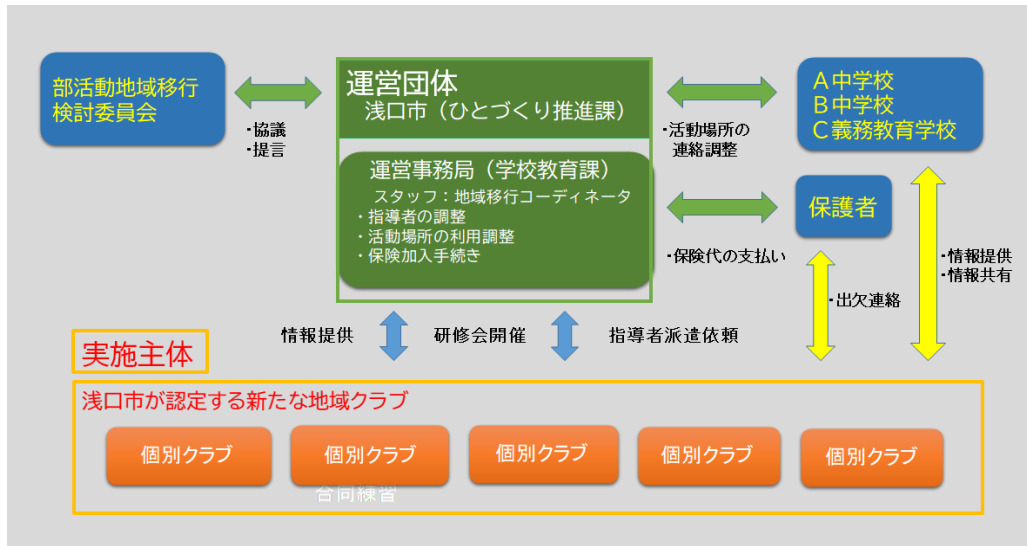 部活動地域移行
検討委員会
・協議
・提言
運営団体
浅口市（ひとづくり推進課）
運営事務局（学校教育課）
スタッフ：地域移行コーディネータ
・指導者の調整
・活動場所の利用調整
・保険加入手続き
・活動場所の
連絡調整
Ａ中学校
Ｂ中学校
Ｃ義務教育学校
保護者
・保険代の支払い
・出欠連絡
・情報提供
・情報共有
情報提供
研修会開催
指導者派遣依頼
実施主体
浅口市が認定する新たな地域クラブ
個別クラブ
個別クラブ
個別クラブ
個別クラブ
個別クラブ
合同練習